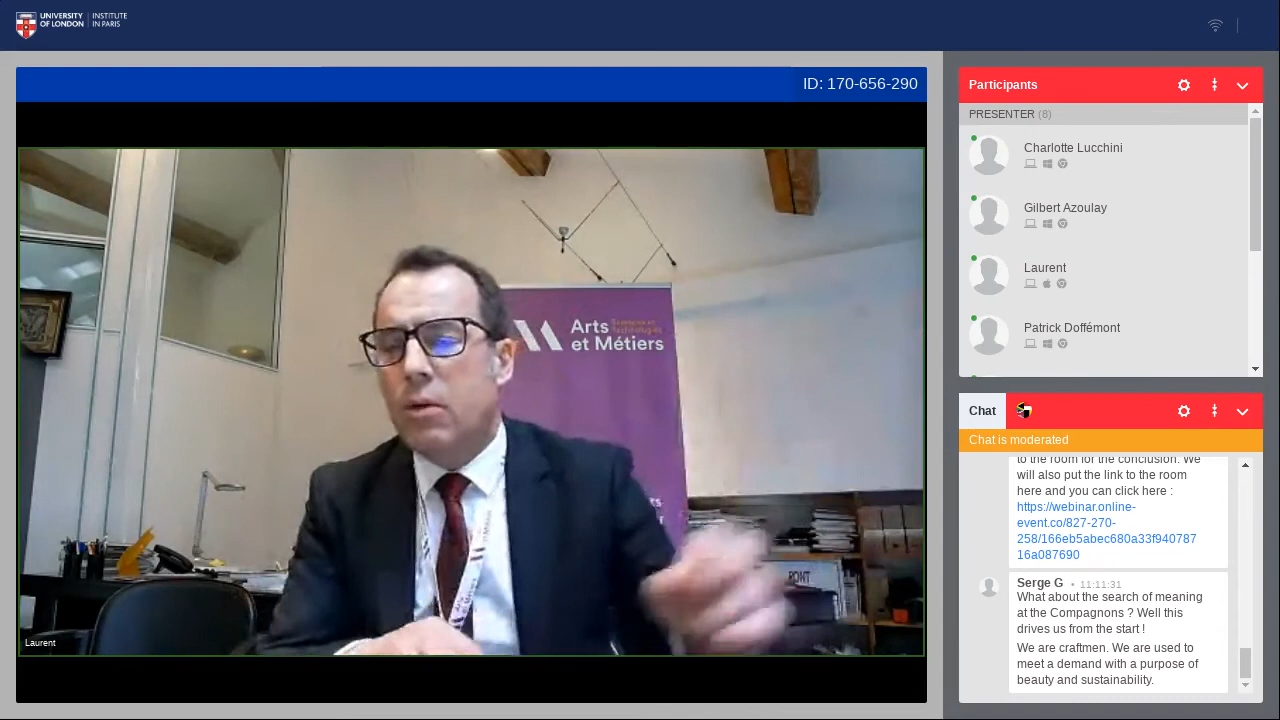 UNIVERSITY
OF LONDON
INSTITUTE
IN PARIS
ID: 170-656-290
Arts
et Métiers
Sciences et
Technologies
PONT
Laurent
Participants
PRESENTER (8)
Charlotte Lucchini
Gilbert Azoulay
Laurent
Patrick Doffémont
Chat
Chat is moderated
to the room for the conclusion. We
will also put the link to the room
here and you can click here :
https://webinar.online-
event.co/827-270-
258/166eb5abec680a33f940787
16a087690
Serge G • 11:11:31
What about the search of meaning
at the Compagnons ? Well this
drives us from the start !
We are craftmen. We are used to
meet a demand with a purpose of
beauty and sustainability.